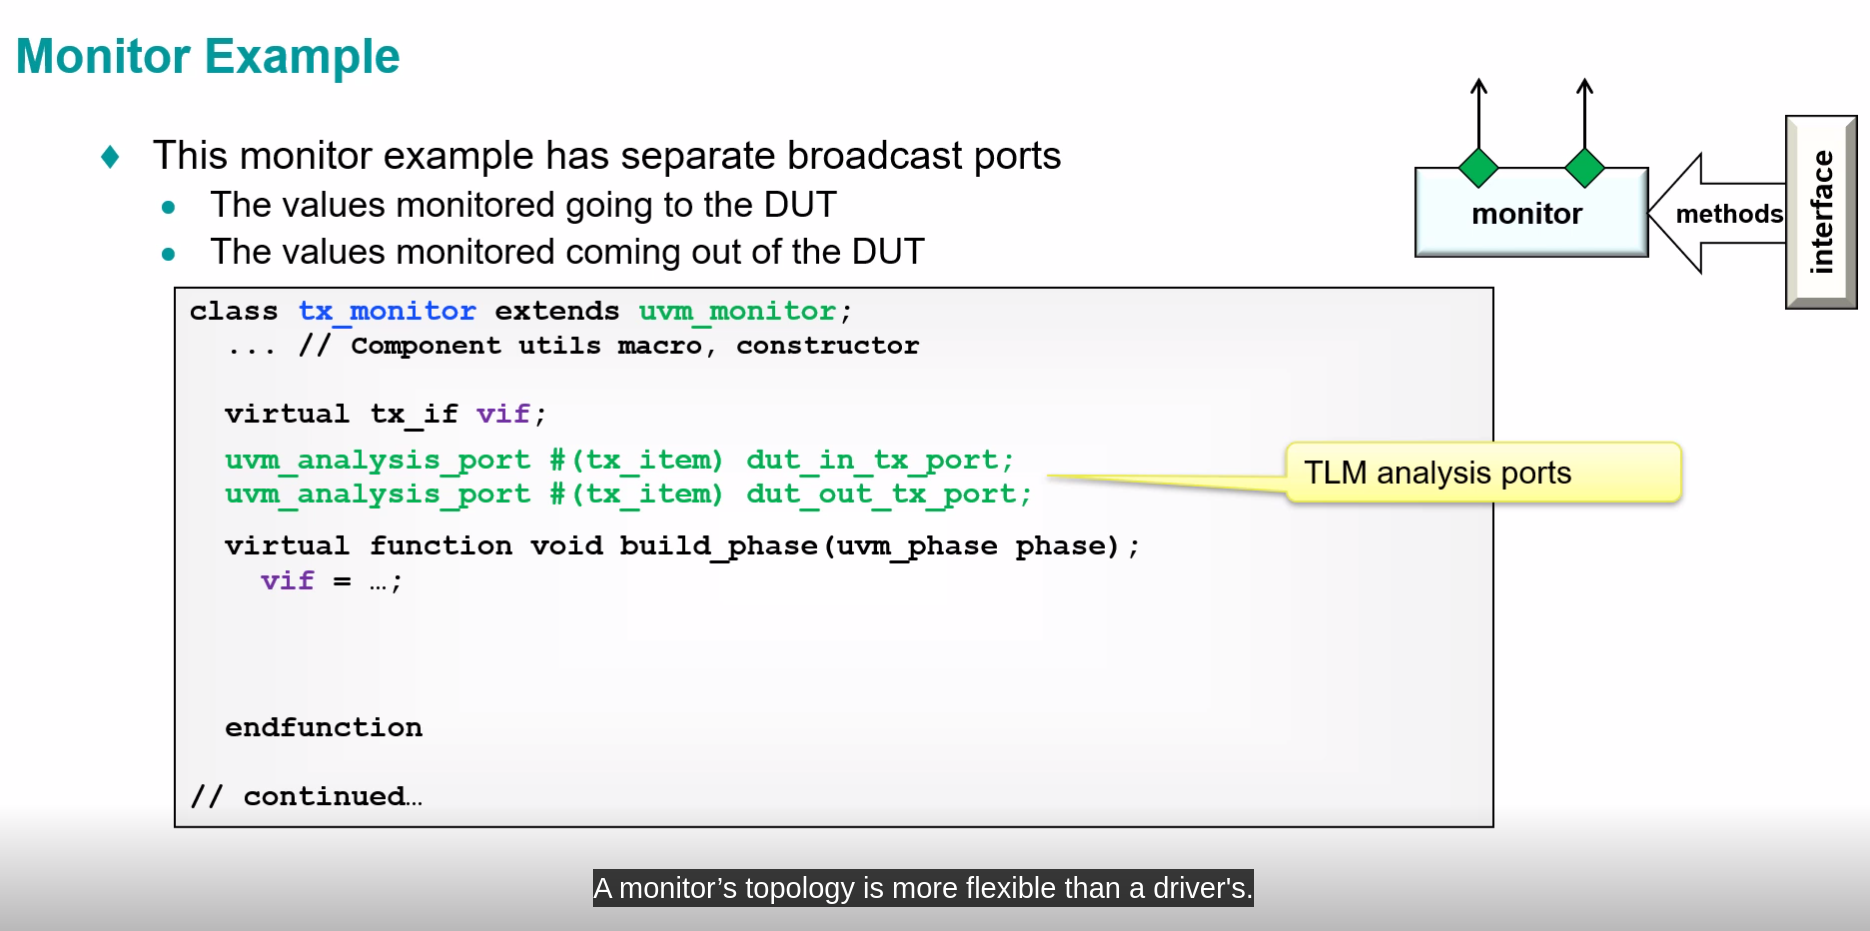 Monitor Example
This monitor example has separate broadcast ports
The values monitored going to the DUT
The values monitored coming out of the DUT
monitor
methods
interface
class tx_monitor extends uvm_monitor;
... // Component utils macro, constructor
virtual tx_if vif;
uvm_analysis_port #(tx_item) dut_in_tx_port;
uvm_analysis_port #(tx_item) dut_out_tx_port;
TLM analysis ports
virtual function void build_phase(uvm_phase phase);
vif = …;
endfunction
// continued…
A monitor’s topology is more flexible than a driver's.